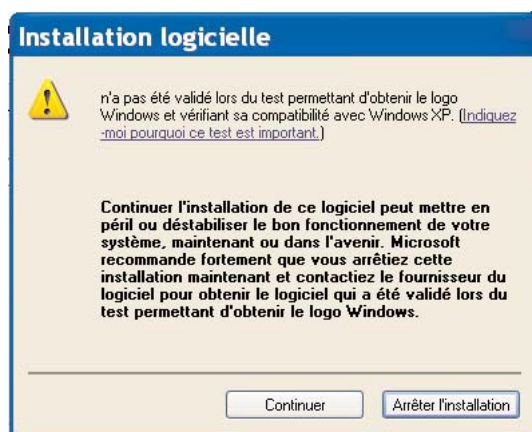 Installation logicielle
n'a pas été validé lors du test permettant d'obtenir le logo
Windows et vérifiant sa compatibilité avec Windows XP. (Indiquez
-moi pourquoi ce test est important.)
Continuer l'installation de ce logiciel peut mettre en
péril ou déstabiliser le bon fonctionnement de votre
système, maintenant ou dans l'avenir. Microsoft
recommande fortement que vous arrêtiez cette
installation maintenant et contactiez le fournisseur du
logiciel pour obtenir le logiciel qui a été validé lors du
test permettant d'obtenir le logo Windows.
Continuer
Arrêter l'installation